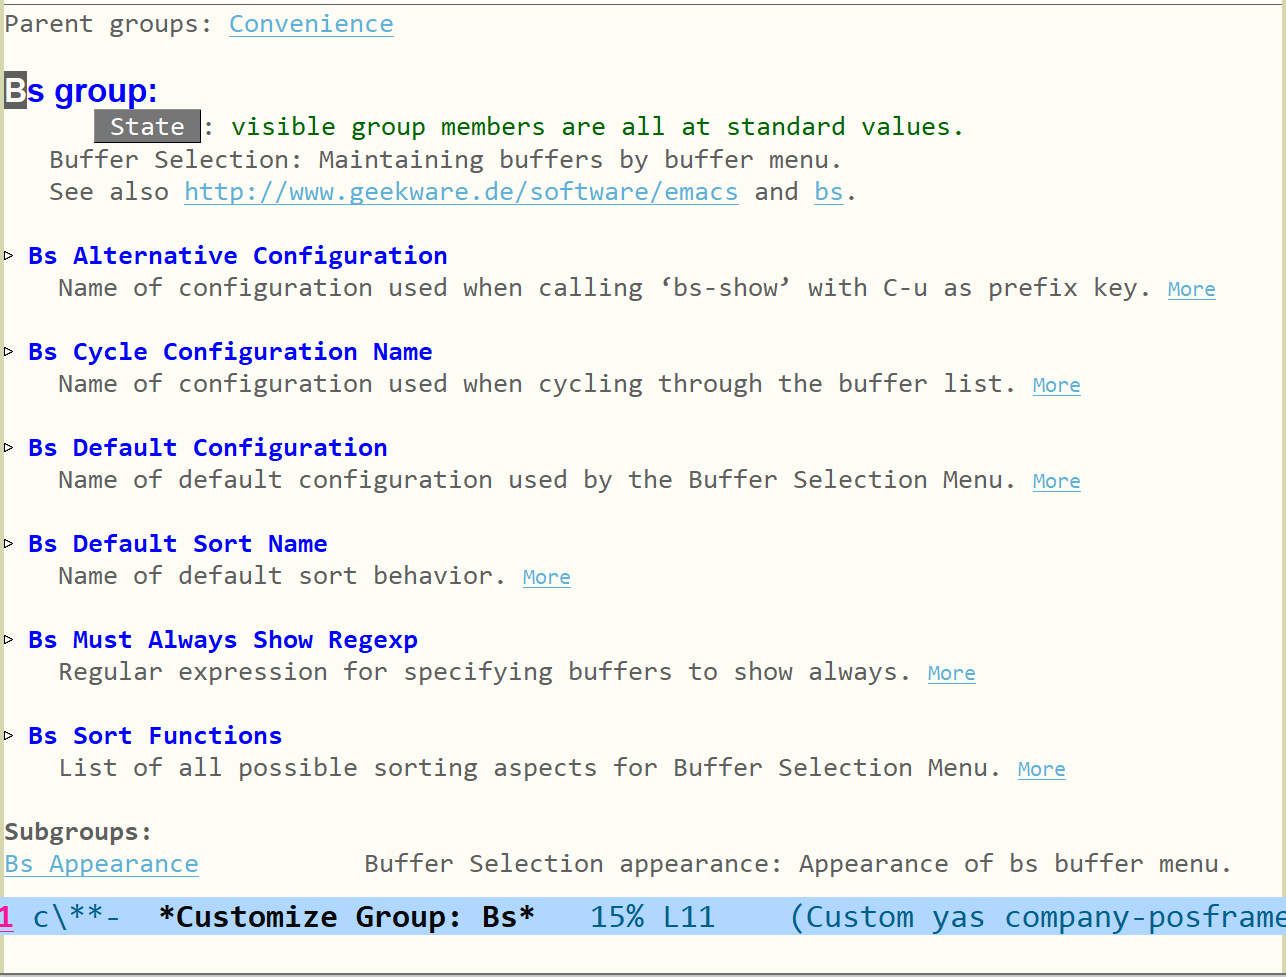 Parent groups: Convenience
Bs group:
State : visible group members are all at standard values.
Buffer Selection: Maintaining buffers by buffer menu.
See also http://www.geekware.de/software/emacs and bs.
Bs Alternative Configuration
Name of configuration used when calling ‘bs-show’ with C-u as prefix key. More
Bs Cycle Configuration Name
Name of configuration used when cycling through the buffer list. More
Bs Default Configuration
Name of default configuration used by the Buffer Selection Menu. More
Bs Default Sort Name
Name of default sort behavior. More
Bs Must Always Show Regexp
Regular expression for specifying buffers to show always. More
Bs Sort Functions
List of all possible sorting aspects for Buffer Selection Menu. More
Subgroups:
Bs Appearance Buffer Selection appearance: Appearance of bs buffer menu.
1 c\**- *Customize Group: Bs* 15% L11 (Custom yas company-posframe